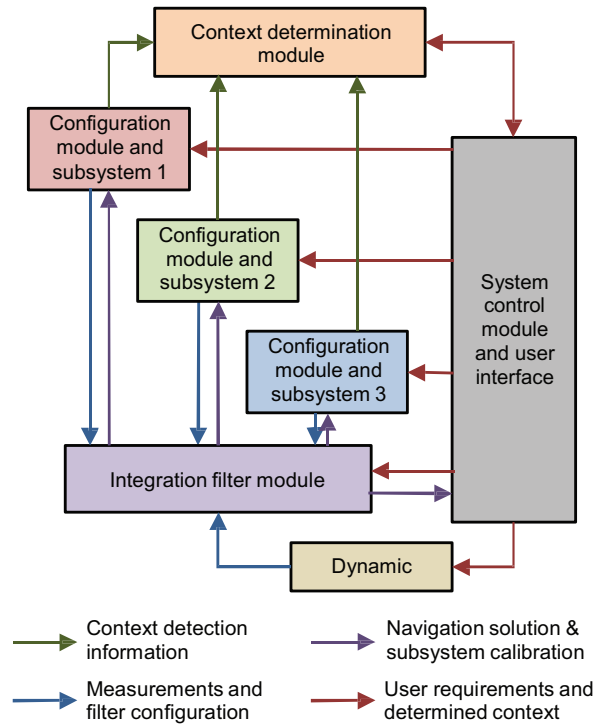 Context determination
module
Configuration
module and
subsystem 1
Configuration
module and
subsystem 2
System
control
module
and user
interface
Configuration
module and
subsystem 3
Integration filter module
Dynamic
Context detection
information
Navigation solution &
subsystem calibration
Measurements and
filter configuration
User requirements and
determined context